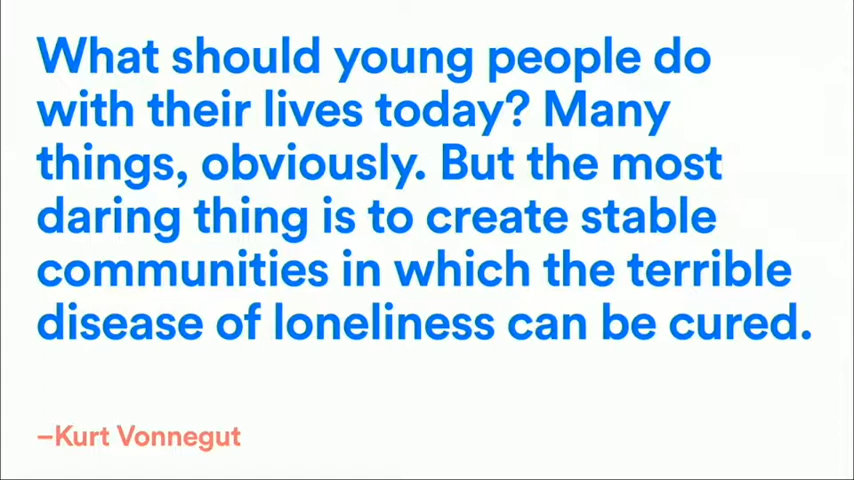 What should young people do
with their lives today? Many
things, obviously. But the most
daring thing is to create stable
communities in which the terrible
disease of loneliness can be cured.
–Kurt Vonnegut